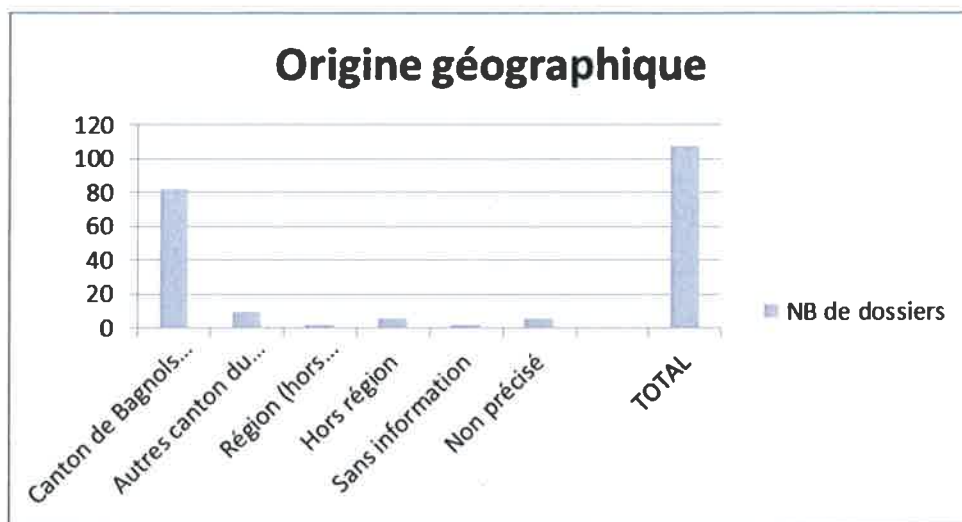 Origine géographique
120
100
80
60
40
20
0
Canton de Bagnols...
Autres canton du...
Région (hors...
Hors région
Sans information
Non précisé
TOTAL
NB de dossiers